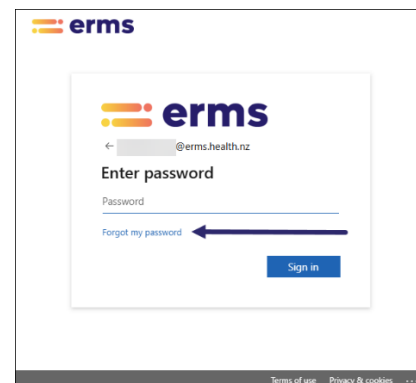 erms
erms
@erms.health.nz
Enter password
Password
Forgot my password
Sign in
Terms of use Privacy & cookies ...